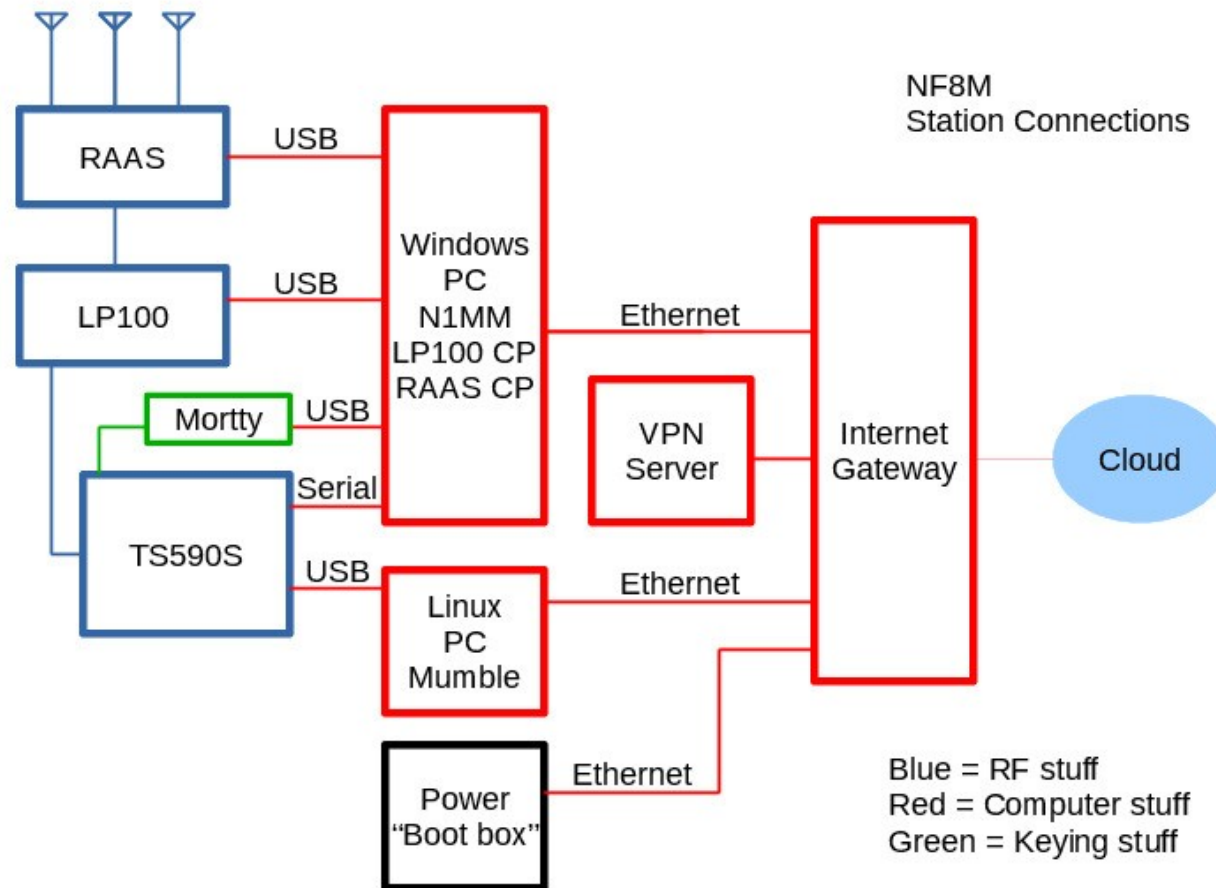 NF8M
Station Connections
RAAS
USB
LP100
USB
Mortty
USB
TS590S
Serial
USB
Windows
PC
N1MM
LP100 CP
RAAS CP
Ethernet
VPN
Server
Internet
Gateway
Cloud
Linux
PC
Mumble
Ethernet
Power
“Boot box”
Ethernet
Blue = RF stuff
Red = Computer stuff
Green = Keying stuff